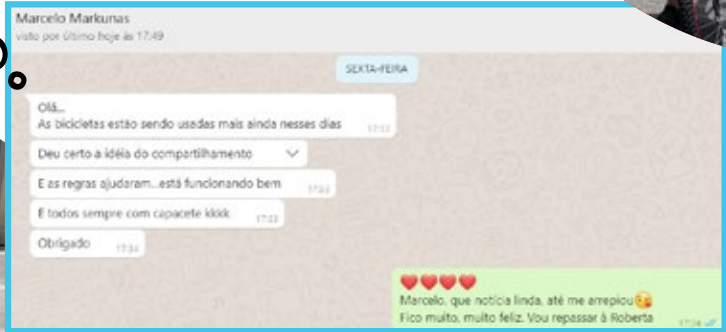 Marcelo Markunas
visto por último hoje às 17:49
SEXTA-FEIRA
Olá...
As bicicletas estão sendo usadas mais ainda nesses dias
17:33
Deu certo a idéia do compartilhamento
E as regras ajudaram...está funcionando bem
17:33
E todos sempre com capacete kkkk
17:33
Obrigado
17:34
❤️❤️❤️❤️
Marcelo, que notícia linda, até me arrepiou😘
Fico muito, muito feliz. Vou repassar à Roberta
17:34